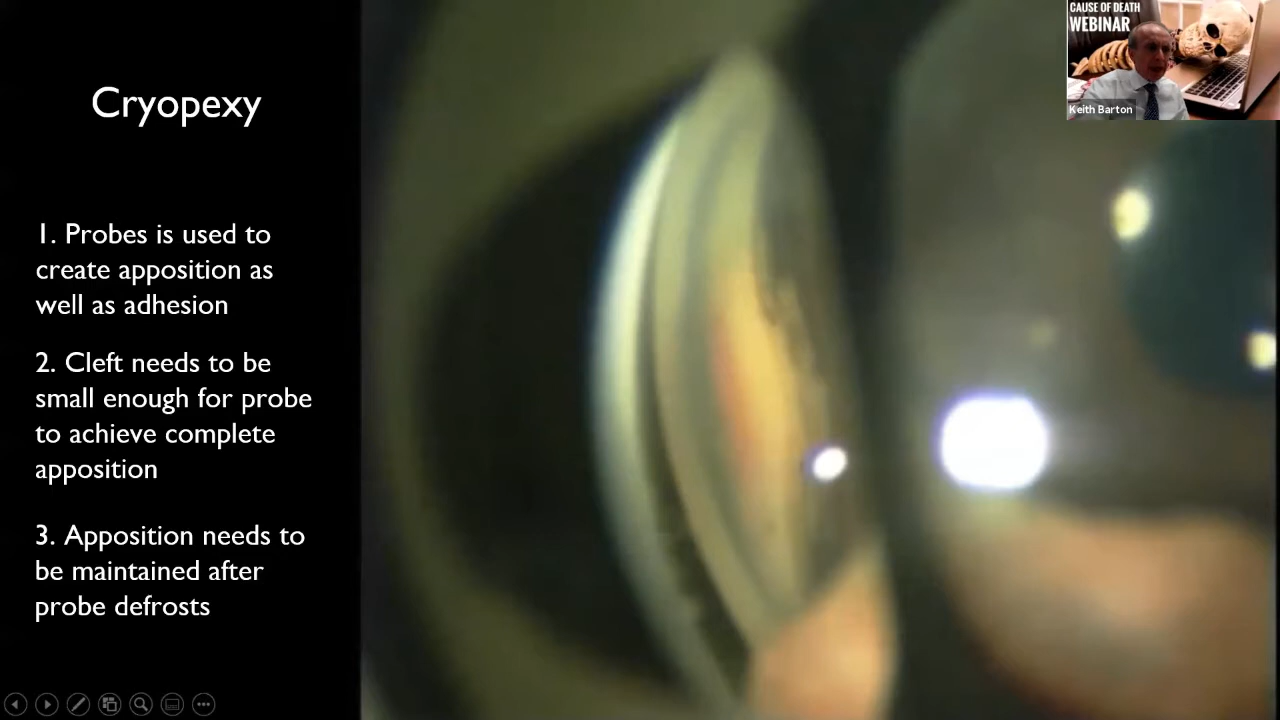 Cryopexy
1. Probes is used to
create apposition as
well as adhesion
2. Cleft needs to be
small enough for probe
to achieve complete
apposition
3. Apposition needs to
be maintained after
probe defrosts
CAUSE OF DEATH
WEBINAR
Keith Barton